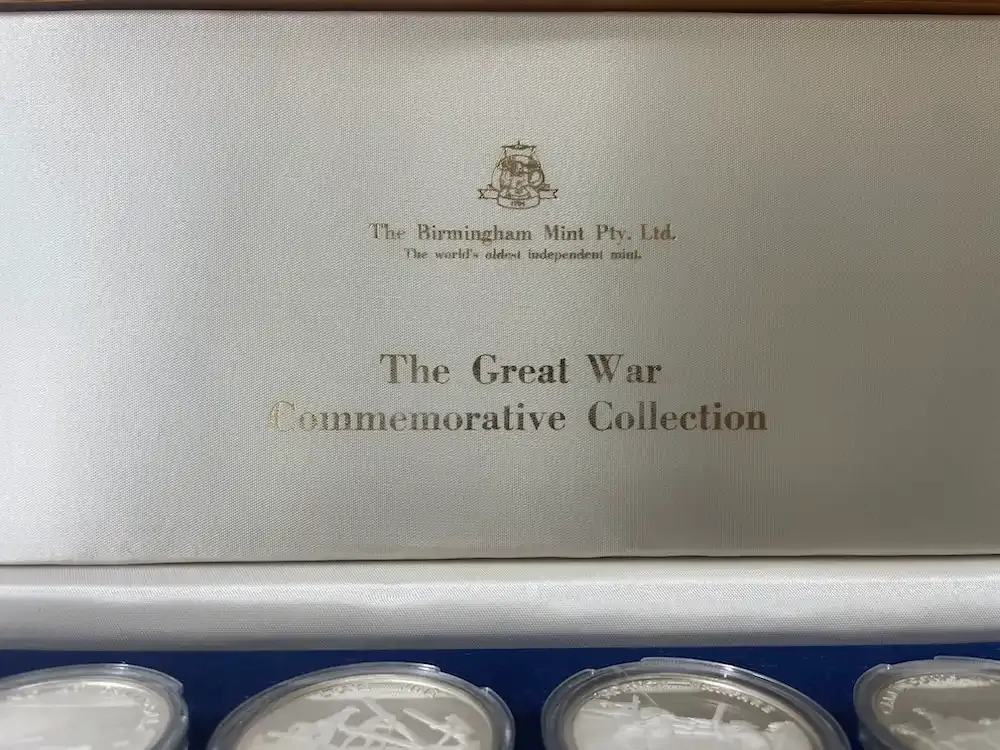 The Birmingham Mint Pty. Ltd.
The world's oldest independent mint.
The Great War
Commemorative Collection